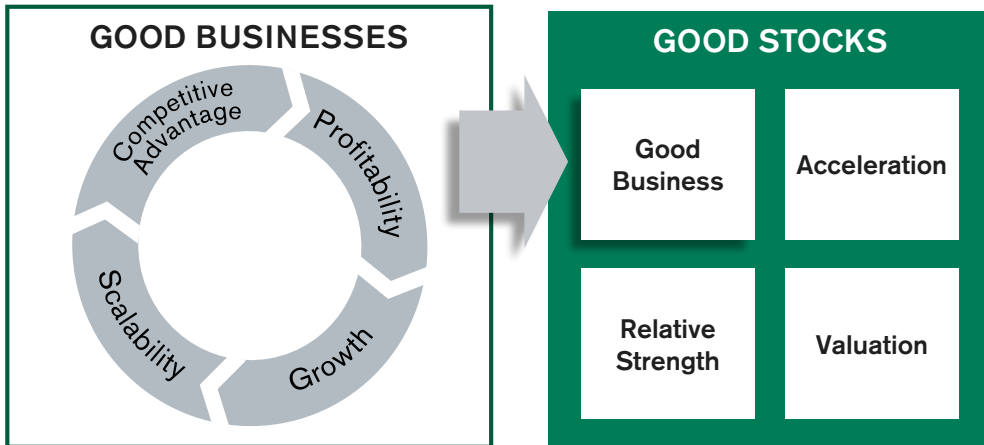 GOOD BUSINESSES
Competitive
Advantage
Profitability
Growth
Scalability
GOOD STOCKS
Good
Business
Acceleration
Relative
Strength
Valuation